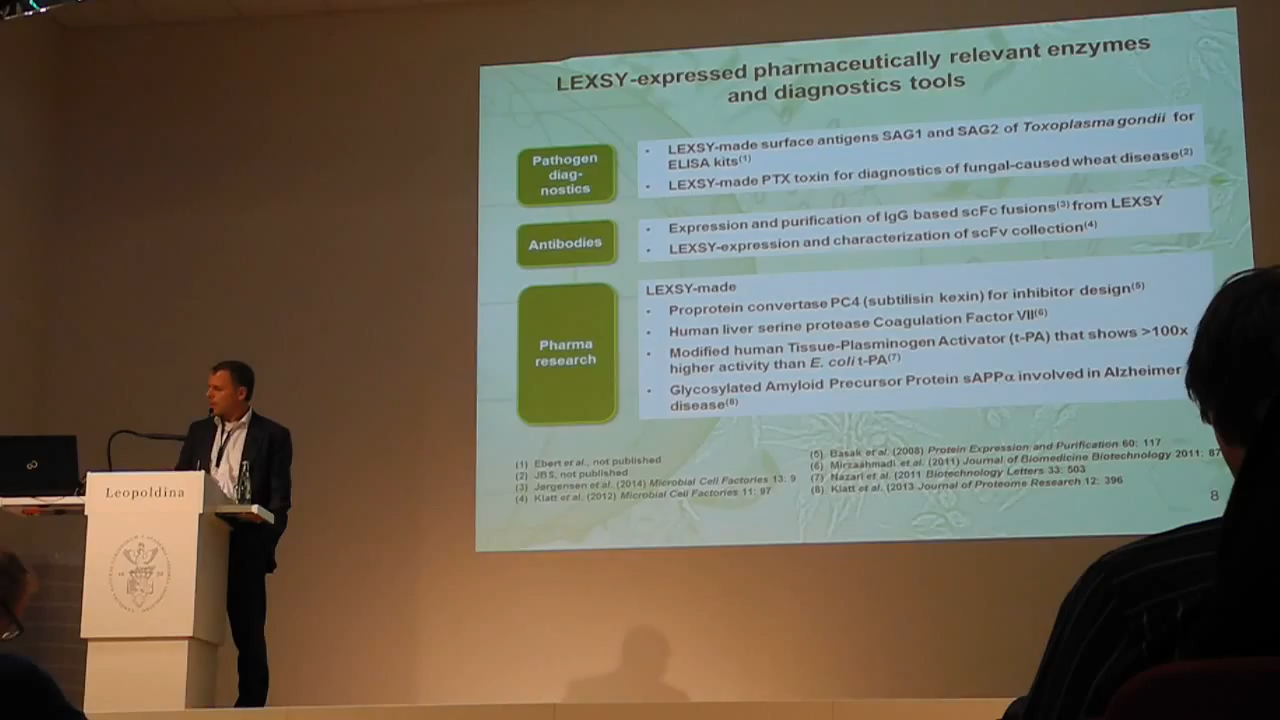 LEXSY-expressed pharmaceutically relevant enzymes
and diagnostics tools
Pathogen
diag-
nostics
• LEXSY-made surface antigens SAG1 and SAG2 of Toxoplasma gondii for
ELISA kits(1)
• LEXSY-made PTX toxin for diagnostics of fungal-caused wheat disease(2)
Antibodies
• Expression and purification of IgG based scFc fusions(3) from LEXSY
• LEXSY-expression and characterization of scFv collection(4)
Pharma
research
LEXSY-made
• Proprotein convertase PC4 (subtilisin kexin) for inhibitor design(5)
• Human liver serine protease Coagulation Factor VII(6)
• Modified human Tissue-Plasminogen Activator (t-PA) that shows >100x
higher activity than E. coli t-PA(7)
• Glycosylated Amyloid Precursor Protein sAPPα involved in Alzheimer
disease(8)
(1) Ebert et al., not published
(2) JBS, not published
(3) Jørgensen et al. (2014) Microbial Cell Factories 13: 9
(4) Klatt et al. (2012) Microbial Cell Factories 11: 97
(5) Basak et al. (2008) Protein Expression and Purification 60: 117
(6) Mirzaahmadi et al. (2011) Journal of Biomedicine Biotechnology 2011: 87
(7) Nazari et al. (2011 Biotechnology Letters 33: 503
(8) Klatt et al. (2013 Journal of Proteome Research 12: 396
8
Leopoldina